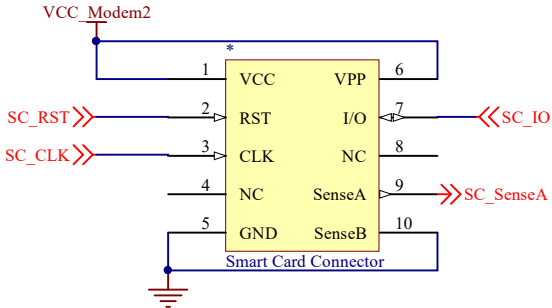 VCC_Modem2
*
1 VCC VPP 6
SC_RST 2 RST I/O 7 SC_IO
SC_CLK 3 CLK NC 8
4 NC SenseA 9 SC_SenseA
5 GND SenseB 10
Smart Card Connector